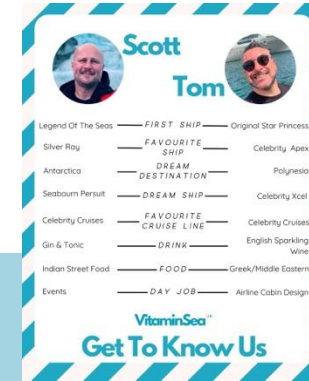 Scott
Tom
Legend Of The Seas FIRST SHIP Original Star Princess
Silver Ray FAVOURITE SHIP Celebrity Apex
Antarctica DREAM DESTINATION Polynesia
Seabourn Persuit DREAM SHIP Celebrity Xcel
Celebrity Cruises FAVOURITE CRUISE LINE Celebrity Cruises
Gin & Tonic DRINK English Sparkling Wine
Indian Street Food FOOD Greek/Middle Eastern
Events DAY JOB Airline Cabin Design
VitaminSea
Get To Know Us